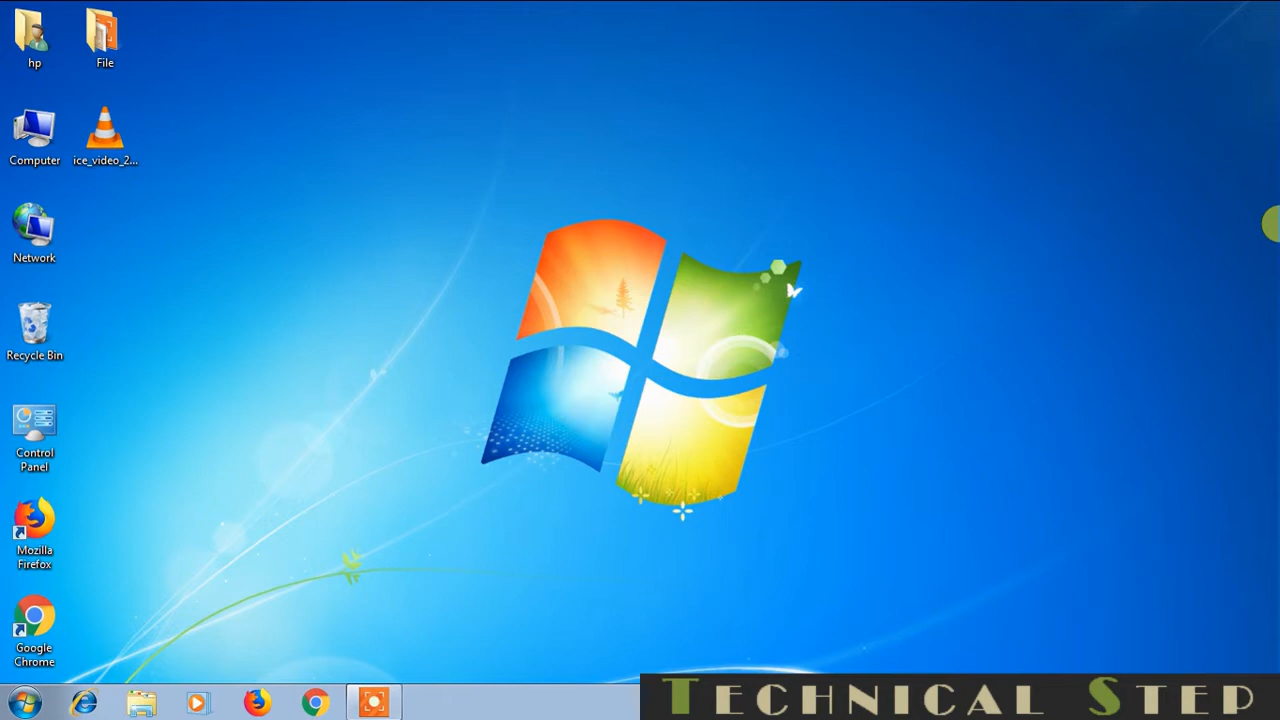 hp
File
Computer
ice_video_2...
Network
Recycle Bin
Control
Panel
Mozilla
Firefox
Google
Chrome
TECHNICAL STEP